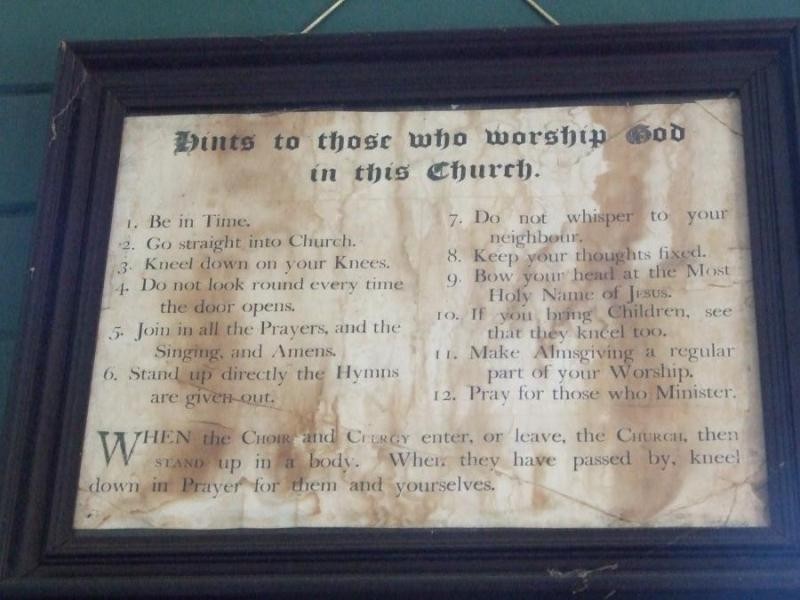 Hints to those who worship God
in this Church.
1. Be in Time.
2. Go straight into Church.
3. Kneel down on your Knees.
4. Do not look round every time
the door opens.
5. Join in all the Prayers, and the
Singing, and Amens.
6. Stand up directly the Hymns
are given out.
7. Do not whisper to your
neighbour.
8. Keep your thoughts fixed.
9. Bow your head at the Most
Holy Name of JESUS.
10. If you bring Children, see
that they kneel too.
11. Make Almsgiving a regular
part of your Worship.
12. Pray for those who Minister.
WHEN the CHOIR and CLERGY enter, or leave, the CHURCH, then
STAND up in a body. When they have passed by, kneel
down in Prayer for them and yourselves.